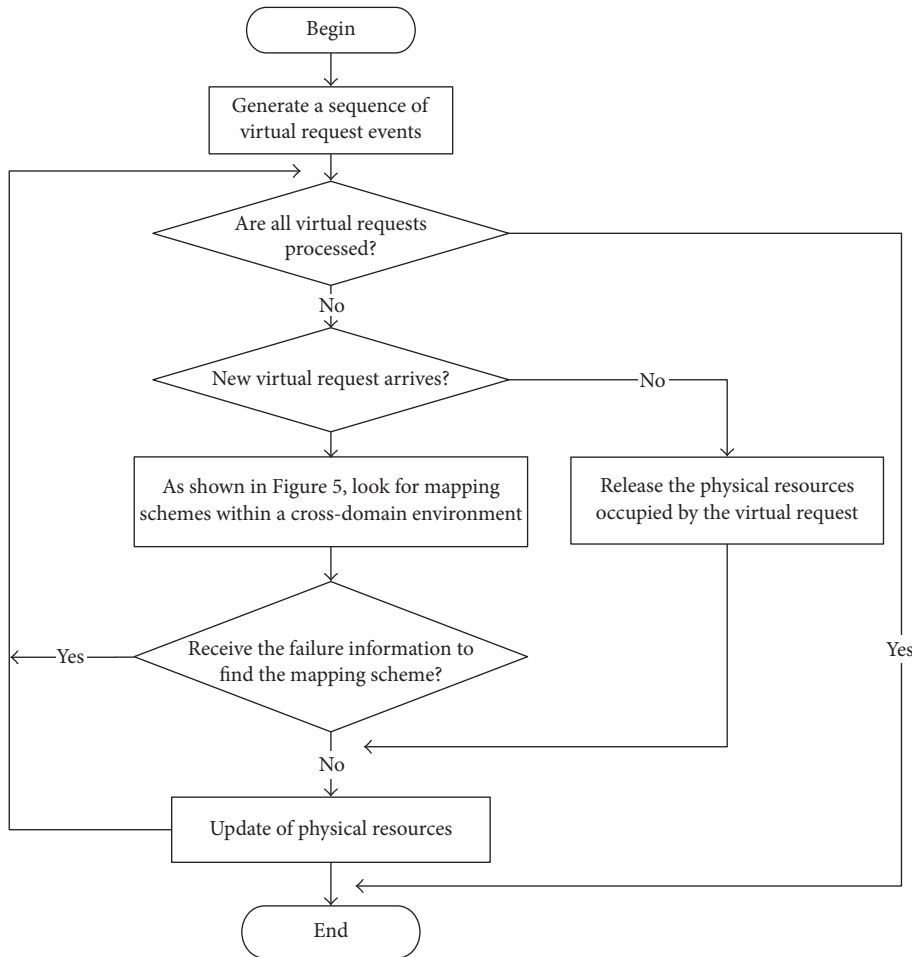 Begin
Generate a sequence of
virtual request events
Are all virtual requests
processed?
No
New virtual request arrives?
No
As shown in Figure 5, look for mapping
schemes within a cross-domain environment
Release the physical resources
occupied by the virtual request
Receive the failure information to
find the mapping scheme?
Yes
Yes
No
Update of physical resources
End